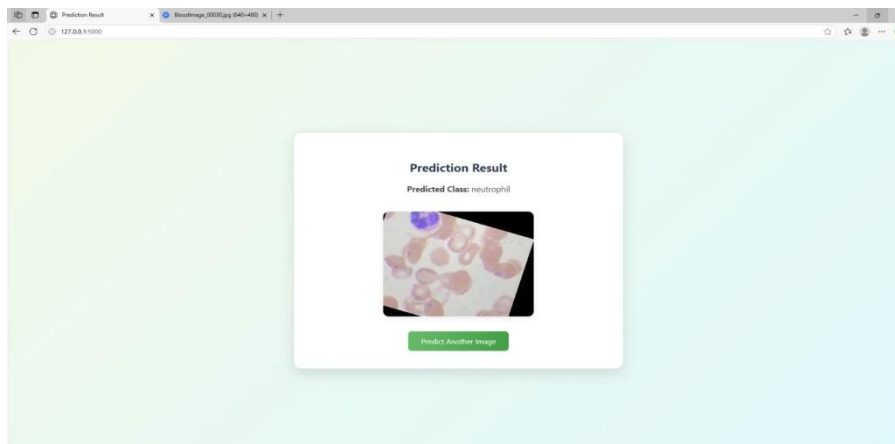 Prediction Result
BloodImage_00030.jpg (640×480)
127.0.0.1:5000
Prediction Result
Predicted Class: neutrophil
Predict Another Image